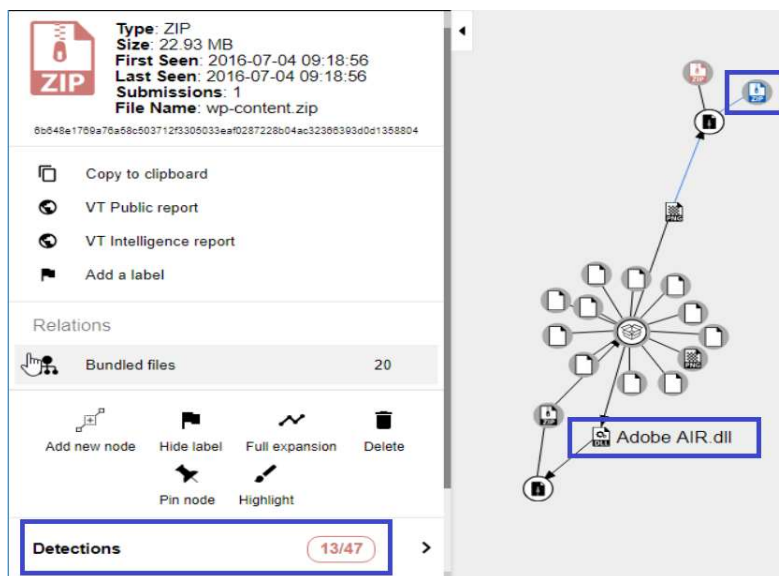 ZIP
Type: ZIP
Size: 22.93 MB
First Seen: 2016-07-04 09:18:56
Last Seen: 2016-07-04 09:18:56
Submissions: 1
File Name: wp-content.zip
6b648e1769a76a58c503712f3305033eaf0287228b04ac32366393d0d1358804
Copy to clipboard
VT Public report
VT Intelligence report
Add a label
Relations
Bundled files 20
Add new node Hide label Full expansion Delete
Pin node Highlight
Detections 13/47
ZIP
ZIP
PNG
PNG
ZIP
DLL Adobe AIR.dll